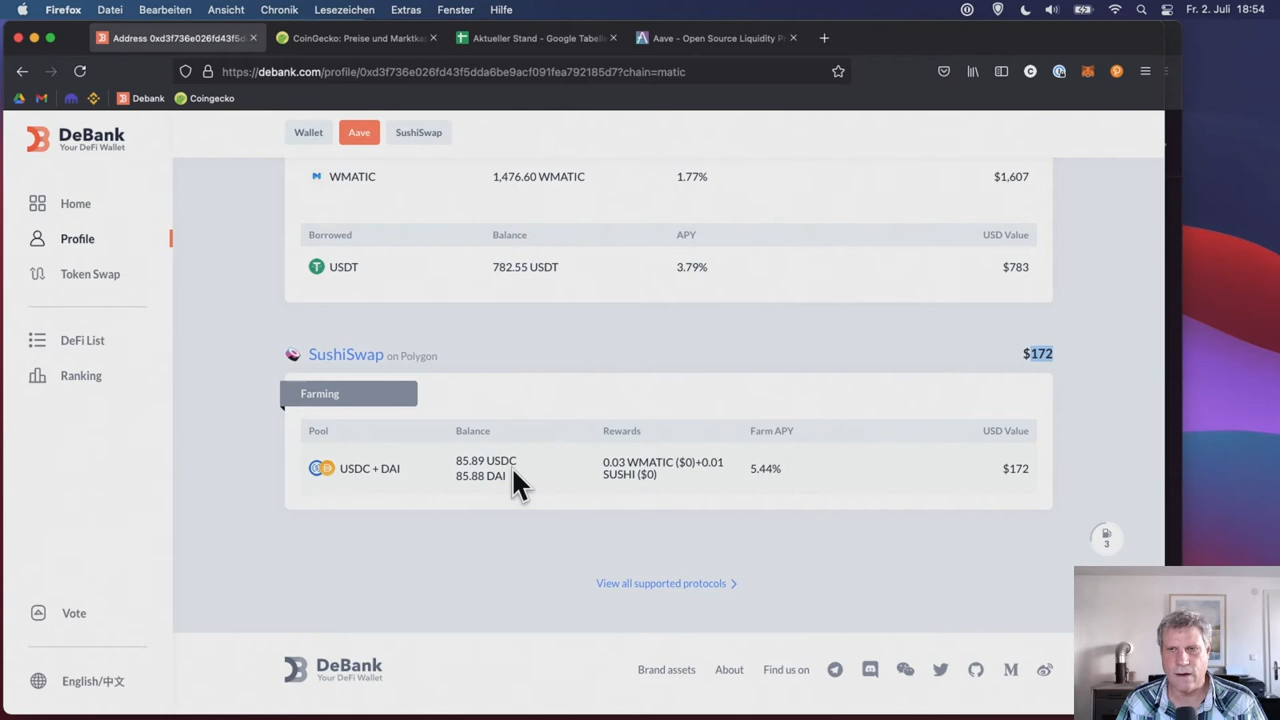 Firefox Datei Bearbeiten Ansicht Chronik Lesezeichen Extras Fenster Hilfe Fr. 2. Juli 18:54
Address 0xd3f736e026fd43f5d CoinGecko: Preise und Marktka Aktueller Stand - Google Tabelle Aave - Open Source Liquidity P
https://debank.com/profile/0xd3f736e026fd43f5dda6be9acf091fea792185d7?chain=matic
Debank Coingecko
DeBank
Your DeFi Wallet
Home
Profile
Token Swap
DeFi List
Ranking
Vote
English/中文
Wallet Aave SushiSwap
WMATIC 1,476.60 WMATIC 1.77% $1,607
Borrowed Balance APY USD Value
USDT 782.55 USDT 3.79% $783
SushiSwap on Polygon $172
Farming
Pool Balance Rewards Farm APY USD Value
USDC + DAI 85.89 USDC 0.03 WMATIC ($0)+0.01 5.44% $172
85.88 DAI SUSHI ($0)
3
View all supported protocols
DeBank
Your DeFi Wallet
Brand assets About Find us on